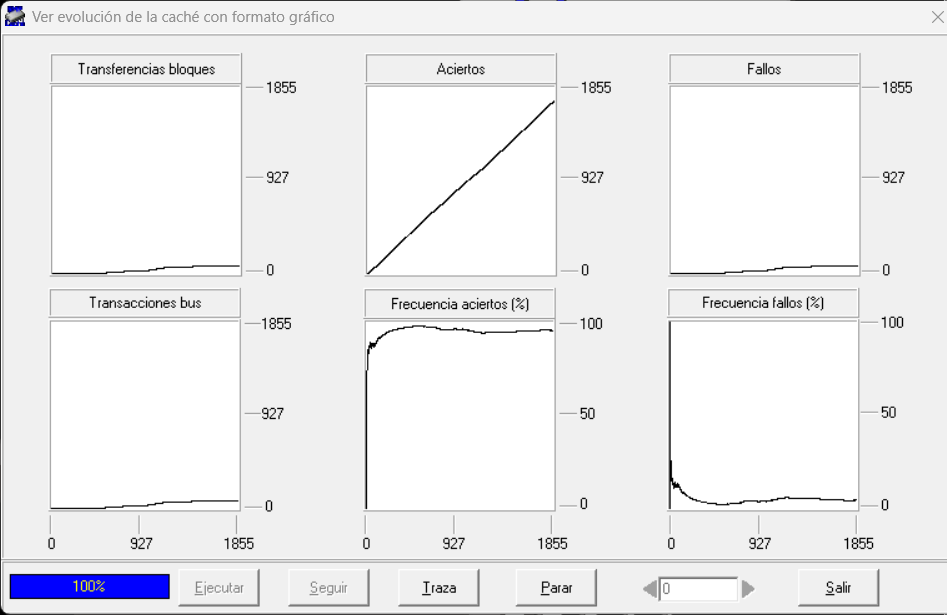 Ver evolución de la caché con formato gráfico
Transferencias bloques
1855
927
0
Aciertos
1855
927
0
Fallos
1855
927
0
Transacciones bus
1855
927
0
0 927 1855
Frecuencia aciertos (%)
100
50
0
0 927 1855
Frecuencia fallos (%)
100
50
0
0 927 1855
100%
Ejecutar
Seguir
Traza
Parar
0
Salir